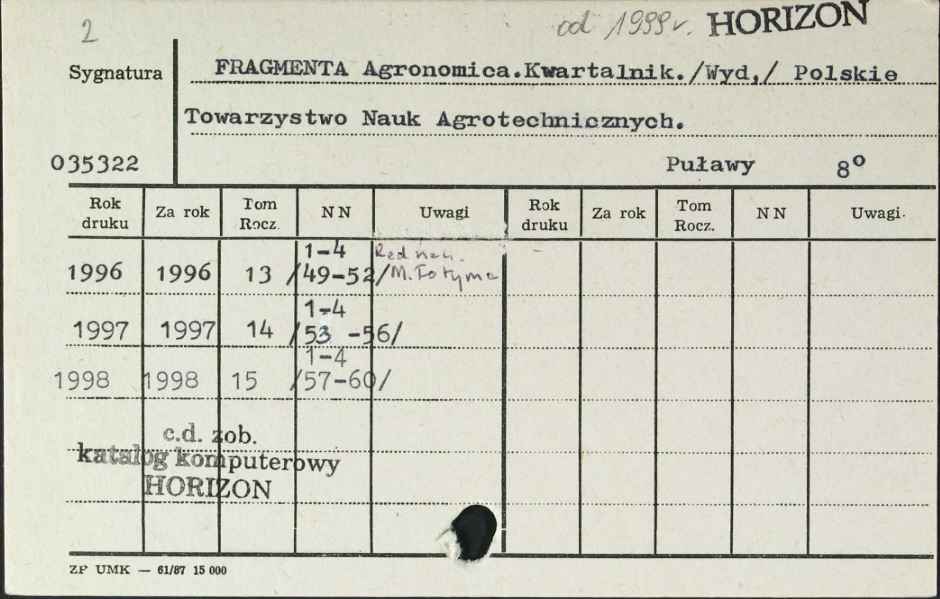 2 od 1999 r. HORIZON
Sygnatura FRAGMENTA Agronomica.Kwartalnik./Wyd,/ Polskie
Towarzystwo Nauk Agrotechnicznych.
035322 Puławy 8°
Rok druku Za rok Tom Rocz. NN Uwagi Rok druku Za rok Tom Rocz. NN Uwagi
1996 1996 13 1-4 /49-52/ Red nacz. M. Fotyma
1997 1997 14 1-4 /53 -56/
1998 1998 15 1-4 /57-60/
c.d. zob.
katalog komputerowy
HORIZON
ZP UMK — 61/87 15 000